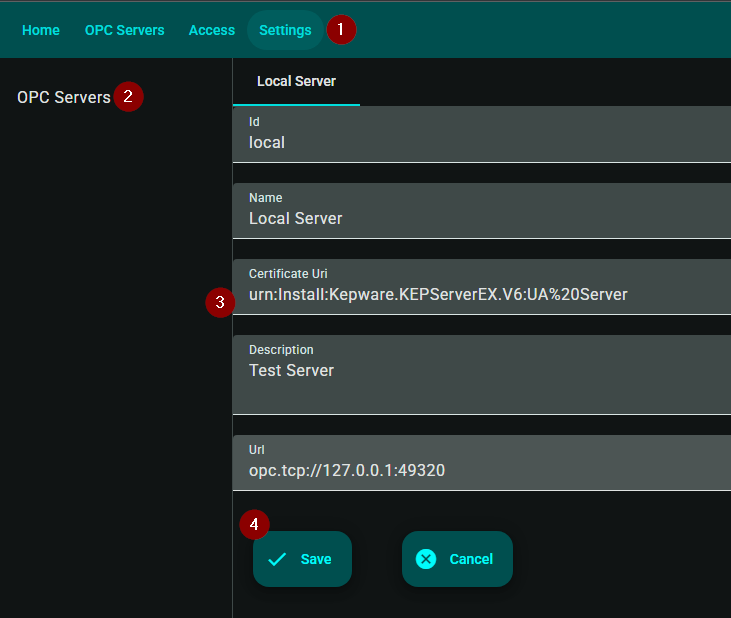 Home OPC Servers Access Settings 1
OPC Servers 2
Local Server
Id
local
Name
Local Server
Certificate Uri
3 urn:Install:Kepware.KEPServerEX.V6:UA%20Server
Description
Test Server
Url
opc.tcp://127.0.0.1:49320
4
Save Cancel